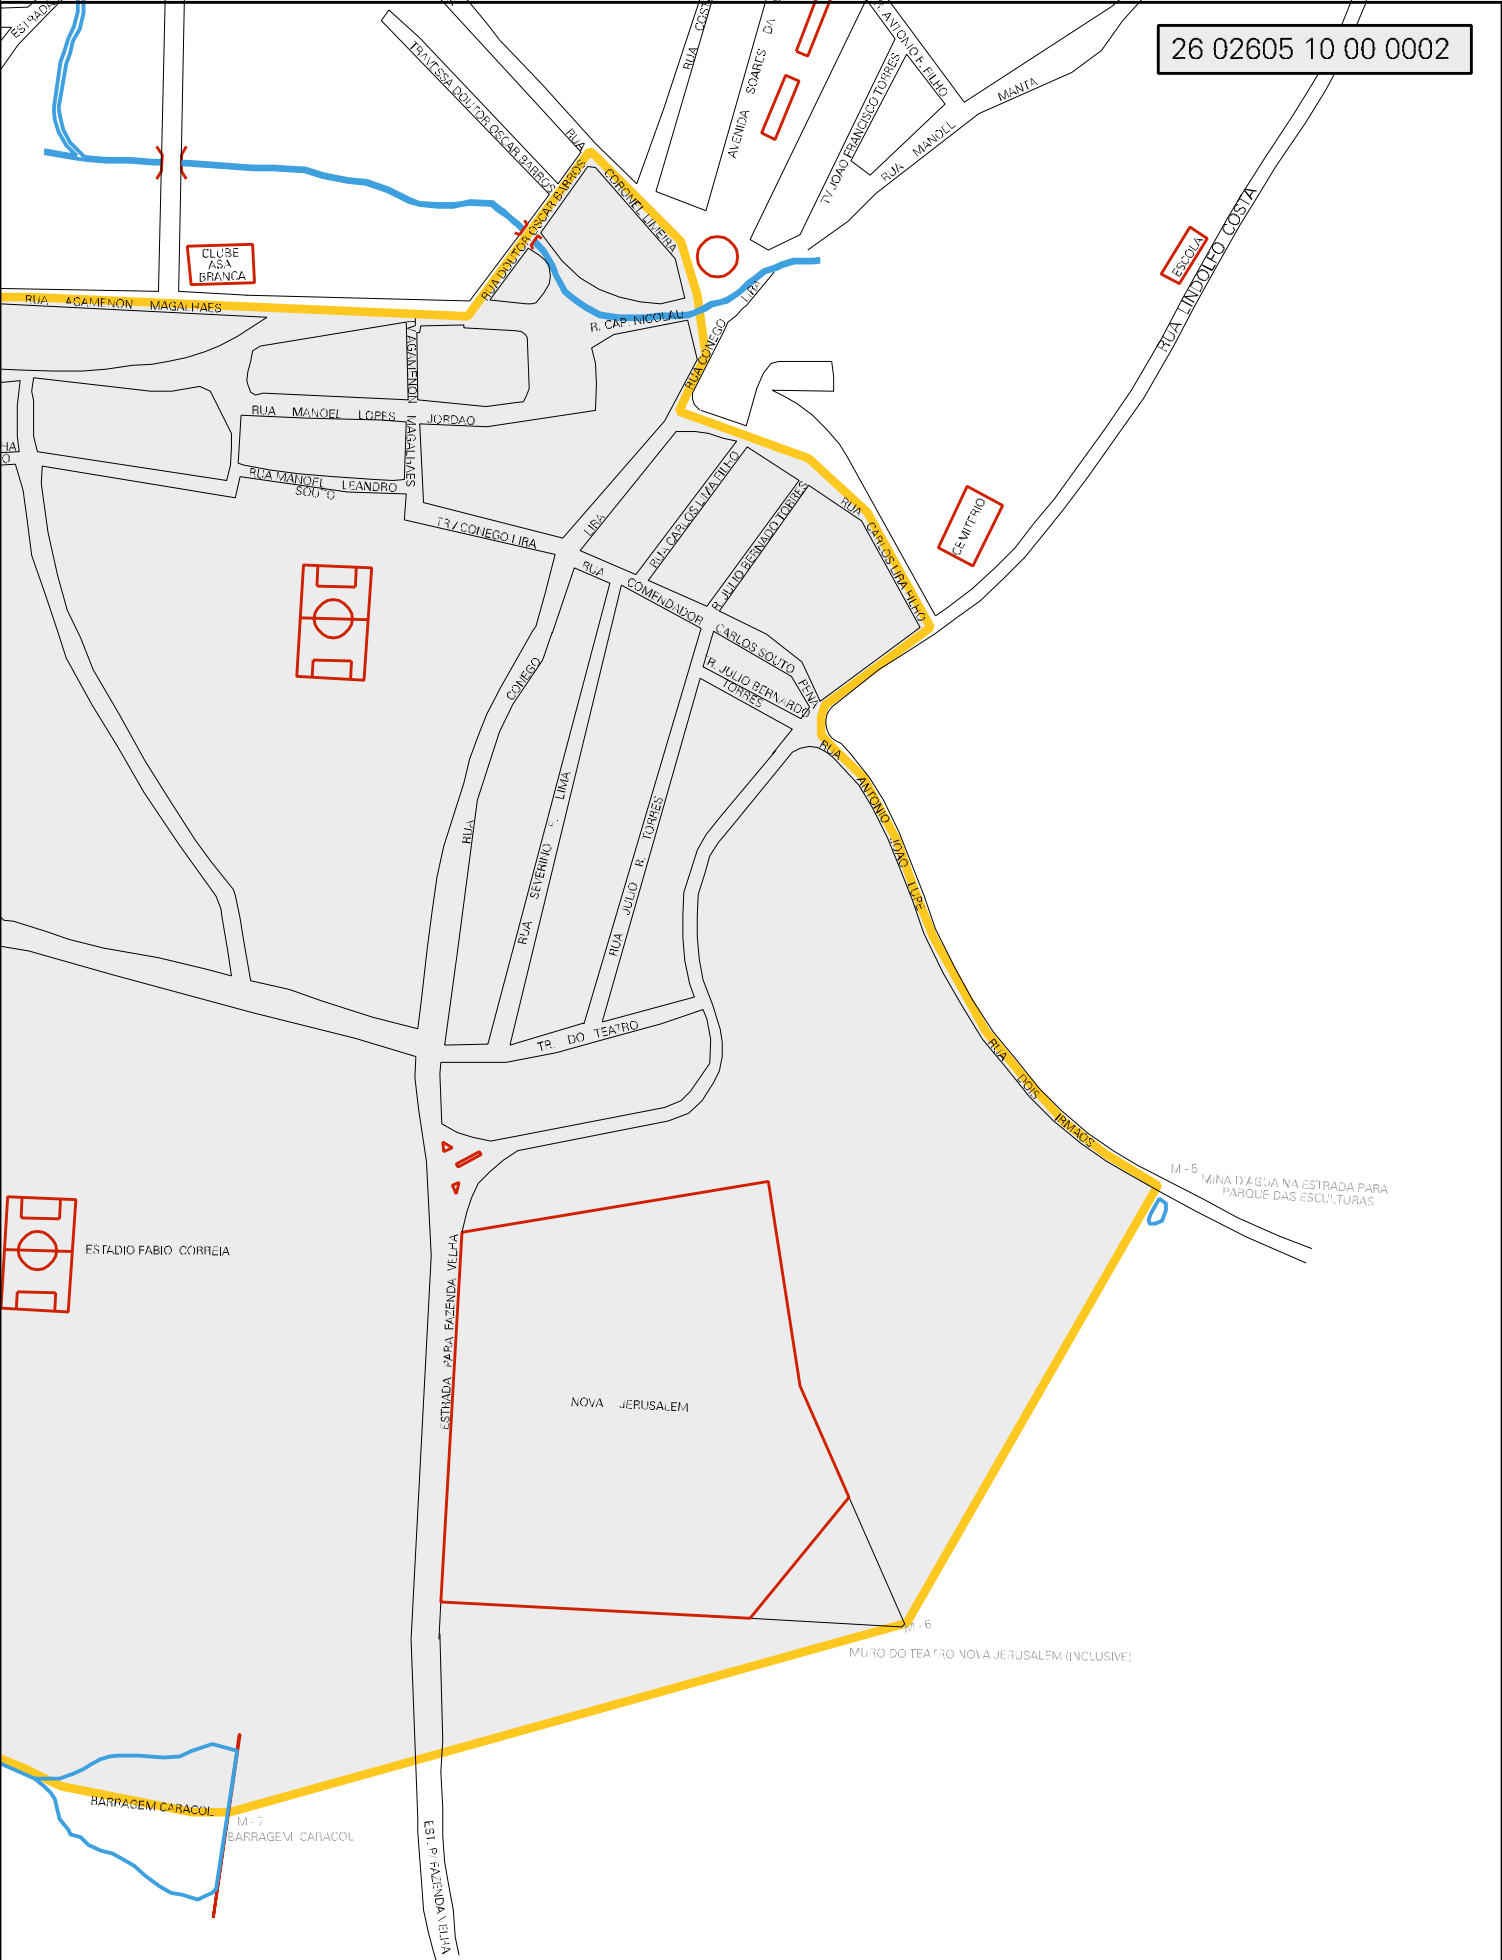 26 02605 10 00 0002
ESTRADA
TRAVESSA DOUTOR OSCAR BARROS
RUA CORONEL LIMEIRA
RUA COST
AVENIDA SOARES DA
R. ANTONIO F. FILHO
TV JOAO FRANCISCO TORRES
RUA MANOEL MANTA
RUA LINDOLFO COSTA
ESCOLA
CLUBE
ASA
BRANCA
RUA DOUTOR OSCAR BARROS
RUA AGAMENON MAGALHAES
R. CAP. NICOLAU
RUA CONEGO LIRA
TV AGAMENON MAGALHAES
RUA MANOEL LOPES JORDAO
HA
O
RUA MANOEL LEANDRO
SOUTO
TRV CONEGO LIRA
LIRA
RUA CARLOS LIMA FILHO
R. JULIO BERNADO TORRES
RUA CARLOS LIRA FILHO
CEMITERIO
RUA COMENDADOR CARLOS SOUTO PENA
R. JULIO BERNARDO
TORRES
RUA CONEGO
RUA SEVERINO F. LIMA
RUA JULIO R. TORRES
RUA ANTONIO JOAO LUPE
TR. DO TEATRO
RUA DOIS IRMAOS
M - 5
MINA D'AGUA NA ESTRADA PARA
PARQUE DAS ESCULTURAS
ESTADIO FABIO CORREIA
ESTRADA PARA FAZENDA VELHA
NOVA JERUSALEM
M - 6
MURO DO TEATRO NOVA JERUSALEM (INCLUSIVE)
BARRAGEM CARACOL
M - 7
BARRAGEM CARACOL
EST. P/ FAZENDA VELHA